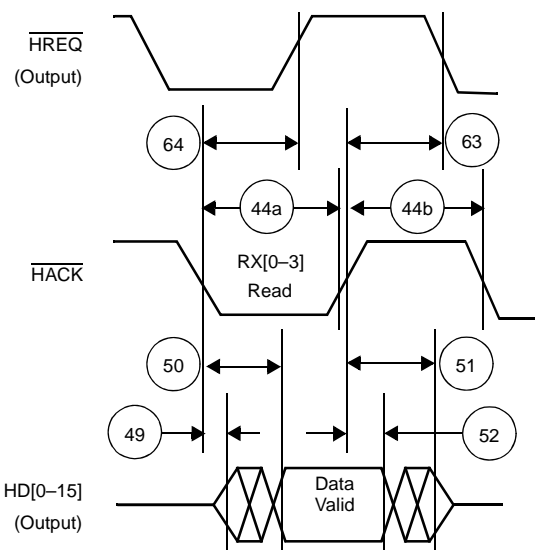 HREQ
(Output)
64
63
44a
44b
HACK
RX[0–3]
Read
50
51
49
52
HD[0–15]
(Output)
Data
Valid